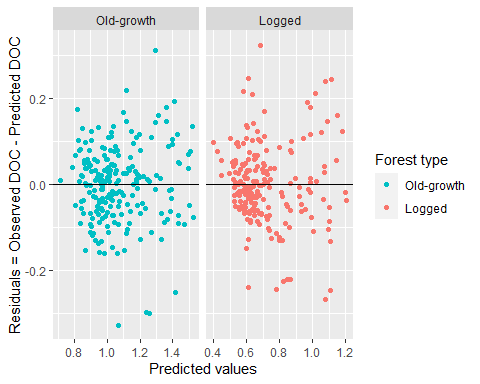 Old-growth
Logged
Residuals = Observed DOC - Predicted DOC
0.2
0.0
-0.2
0.8
1.0
1.2
1.4
0.4
0.6
0.8
1.0
1.2
Predicted values
Forest type
Old-growth
Logged